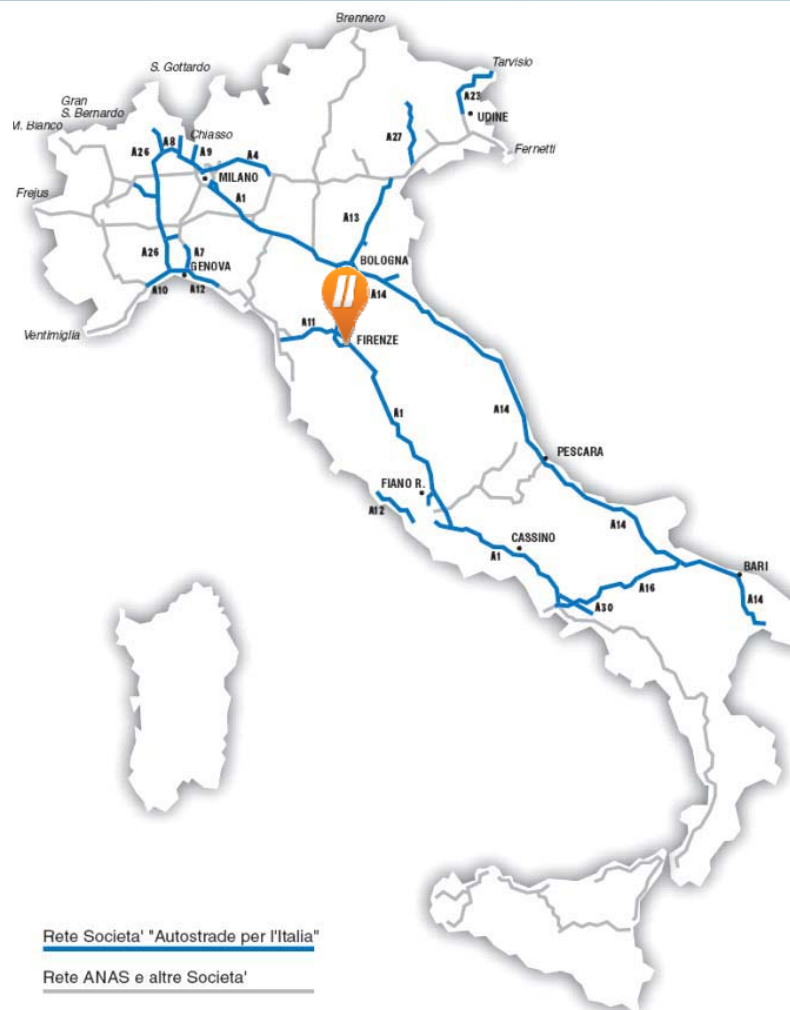 Brennero
S. Gottardo
Tarvisio
Gran
S. Bernardo
A23
UDINE
M. Bianco
Chiasso
A8
A9
A4
A26
A27
Fernetti
MILANO
Frejus
A1
A13
A26
A7
BOLOGNA
GENOVA
A10
A12
A14
Ventimiglia
A11
FIRENZE
A1
A14
PESCARA
FIANO R.
A12
CASSINO
A14
A1
BARI
A16
A30
A14
Rete Societa' "Autostrade per l'Italia"
Rete ANAS e altre Societa'